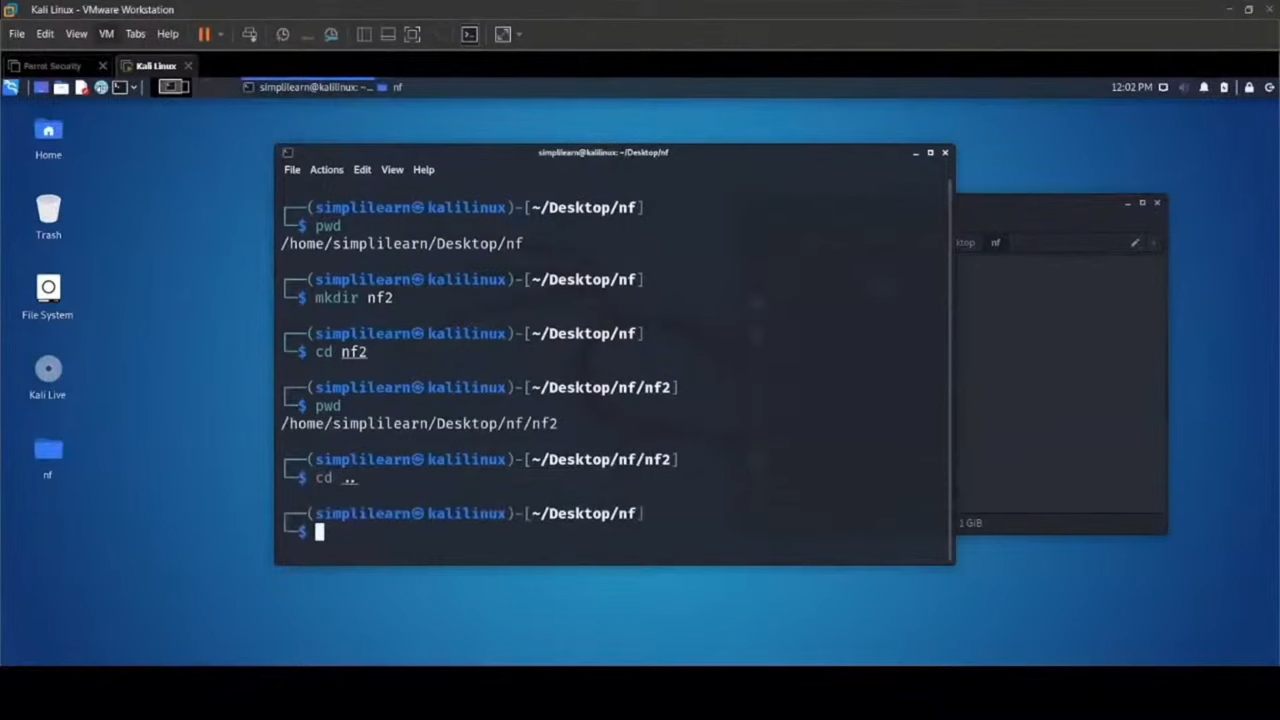 Kali Linux - VMware Workstation
File Edit View VM Tabs Help
Parrot Security Kali Linux
simplilearn@kalilinux: ~... nf 12:02 PM
Home
Trash
File System
Kali Live
nf
simplilearn@kalilinux: ~/Desktop/nf
File Actions Edit View Help
(simplilearn㉿kalilinux)-[~/Desktop/nf]
$ pwd
/home/simplilearn/Desktop/nf
(simplilearn㉿kalilinux)-[~/Desktop/nf]
$ mkdir nf2
(simplilearn㉿kalilinux)-[~/Desktop/nf]
$ cd nf2
(simplilearn㉿kalilinux)-[~/Desktop/nf/nf2]
$ pwd
/home/simplilearn/Desktop/nf/nf2
(simplilearn㉿kalilinux)-[~/Desktop/nf/nf2]
$ cd ..
(simplilearn㉿kalilinux)-[~/Desktop/nf]
$
ktop nf
1 GiB